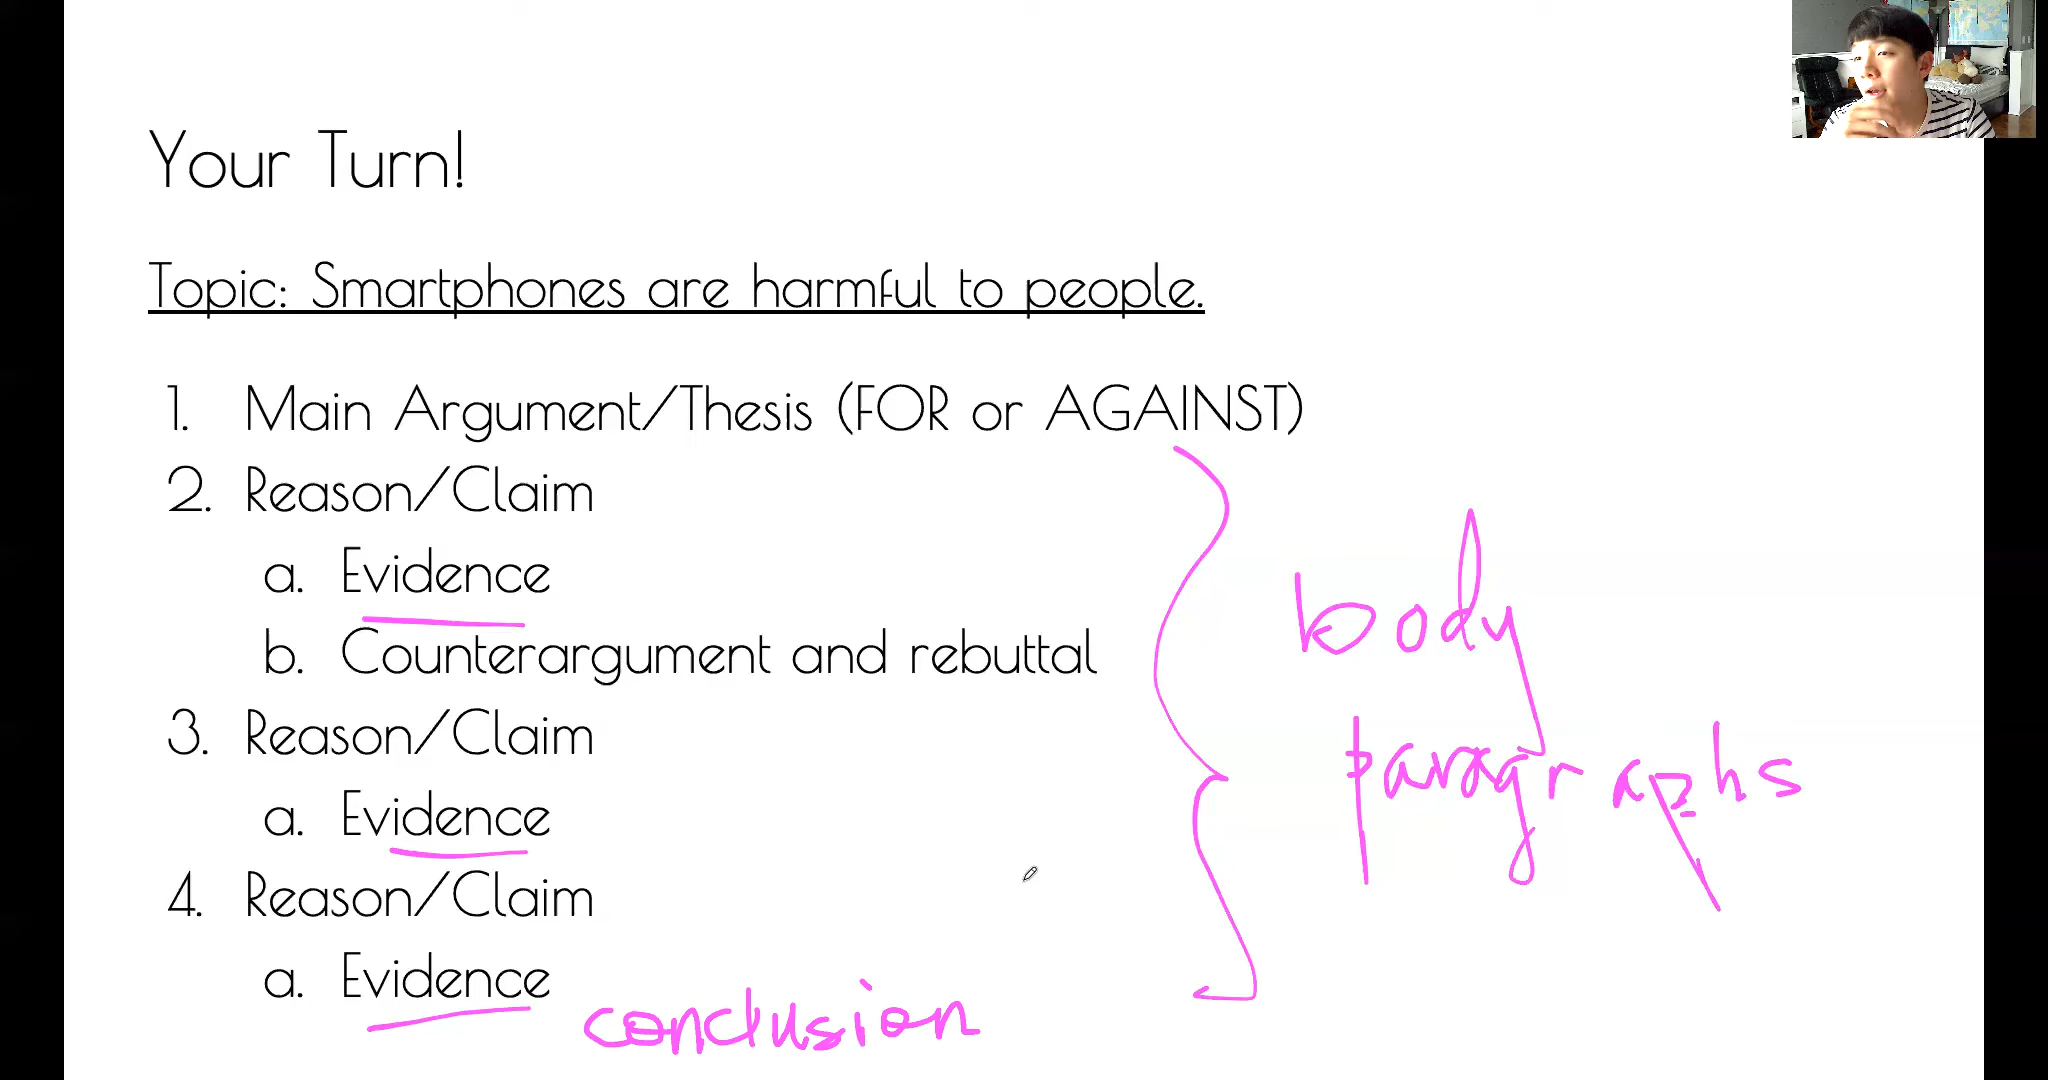 Your Turn!
Topic: Smartphones are harmful to people.
1. Main Argument/Thesis (FOR or AGAINST)
2. Reason/Claim
a. Evidence
b. Counterargument and rebuttal
3. Reason/Claim
a. Evidence
4. Reason/Claim
a. Evidence
conclusion
body
paragraphs